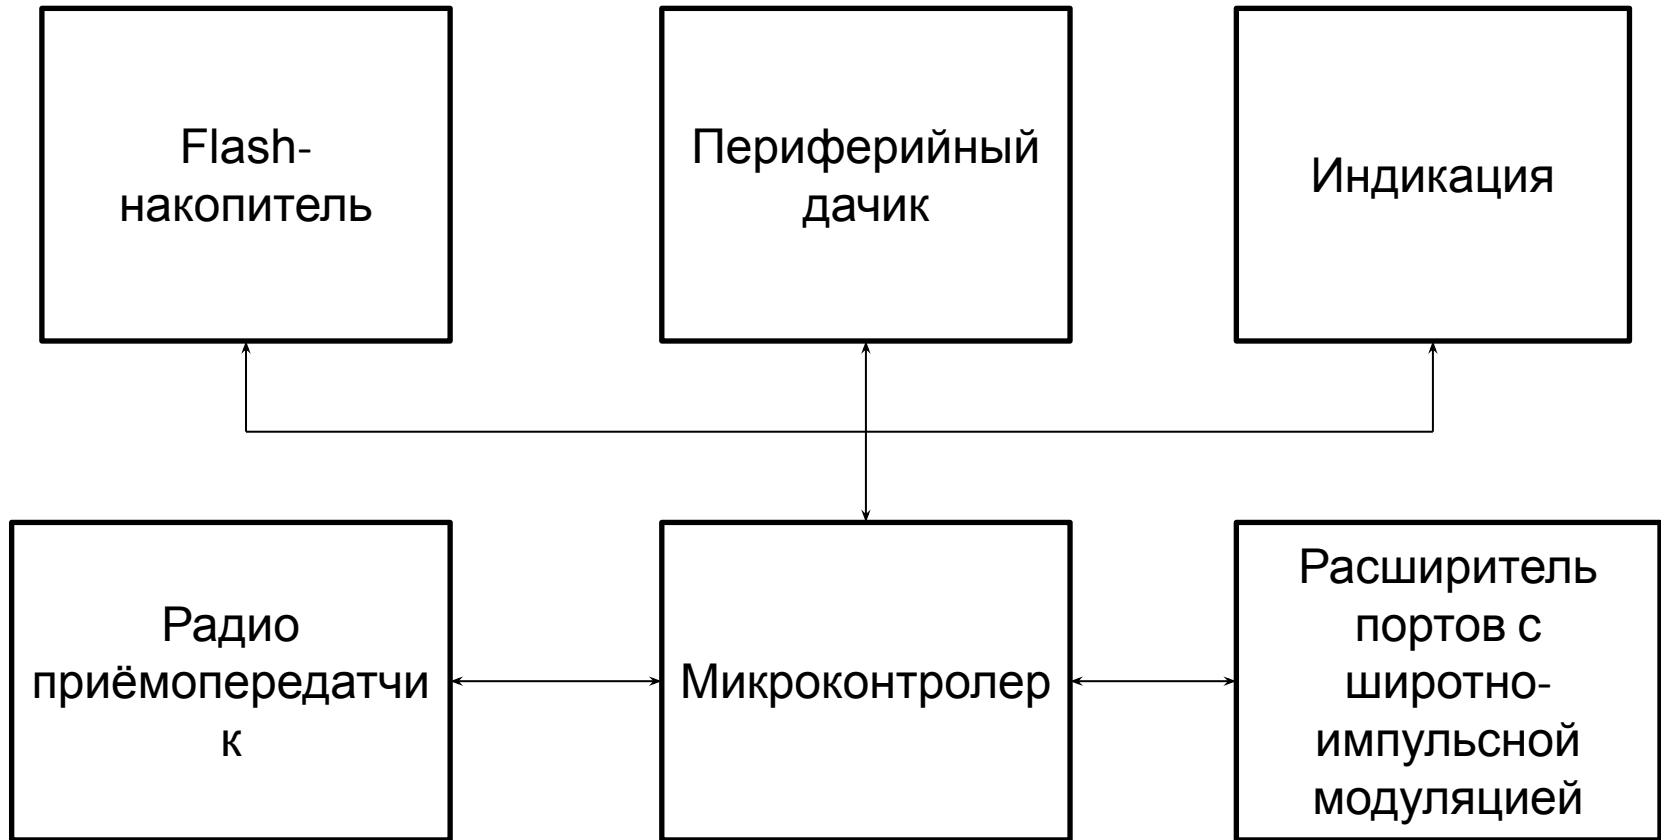 Flash-
накопитель
Периферийный
дачик
Индикация
Радио
приёмопередатчи
к
Микроконтролер
Расширитель
портов с
широтно-
импульсной
модуляцией